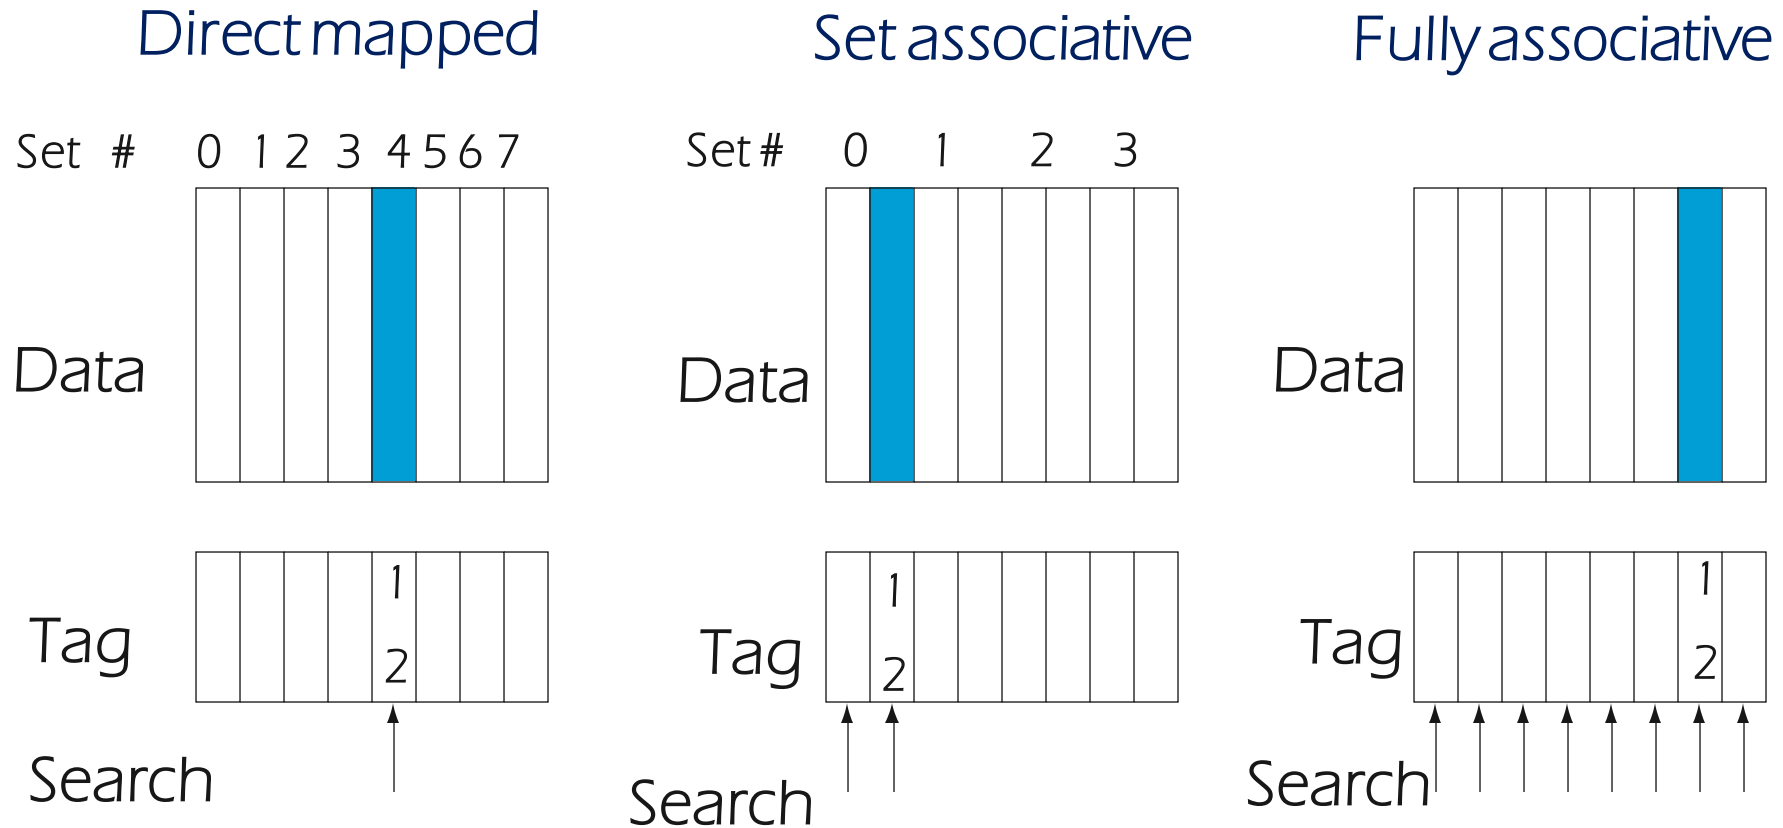 Direct mapped
Set # 0 1 2 3 4 5 6 7
Data
1
Tag
2
Search
Set associative
Set # 0 1 2 3
Data
1
Tag
2
Search
Fully associative
Data
1
Tag
2
Search